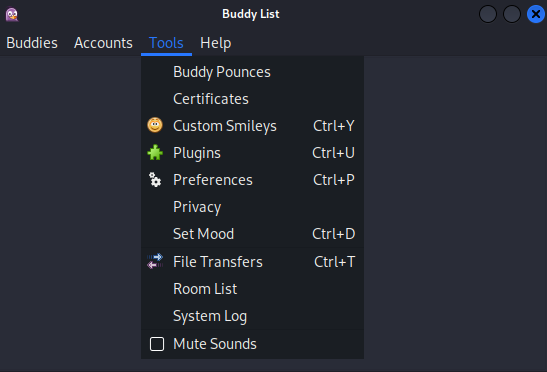 Buddy List
Buddies Accounts Tools Help
Buddy Pounces
Certificates
Custom Smileys Ctrl+Y
Plugins Ctrl+U
Preferences Ctrl+P
Privacy
Set Mood Ctrl+D
File Transfers Ctrl+T
Room List
System Log
Mute Sounds